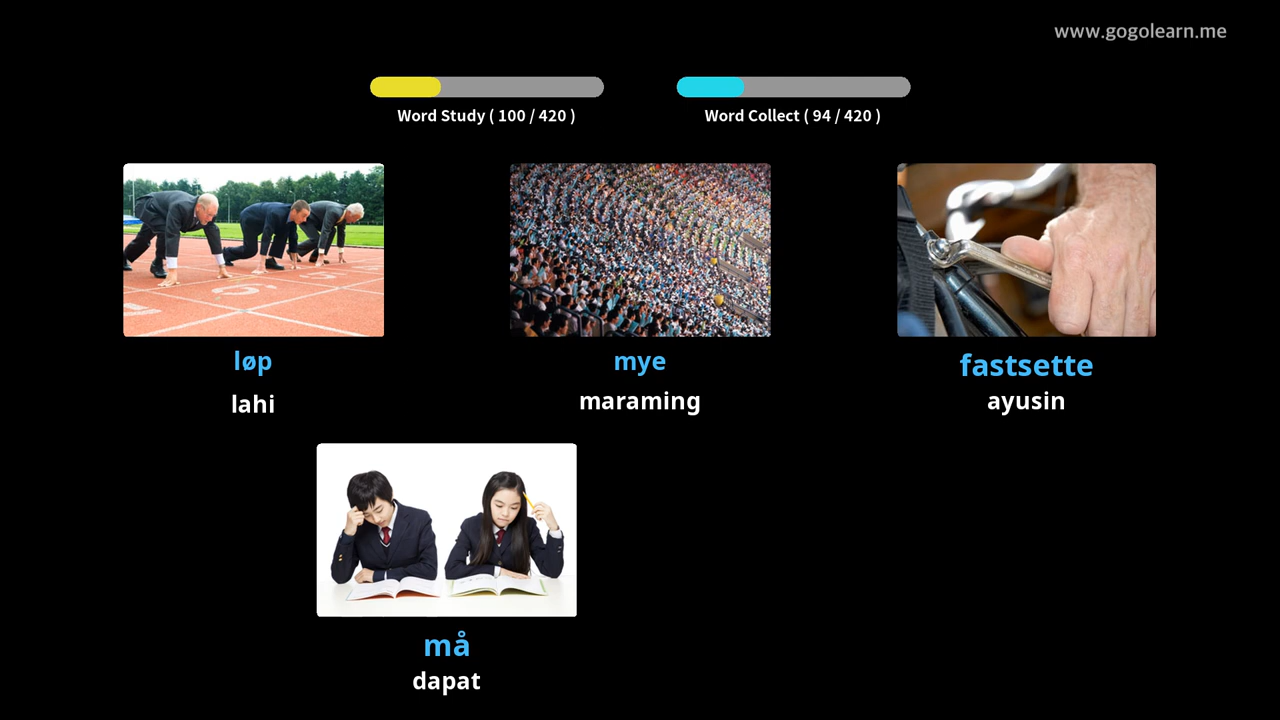 www.gogolearn.me
Word Study ( 100 / 420 )
Word Collect ( 94 / 420 )
løp
lahi
mye
maraming
fastsette
ayusin
må
dapat